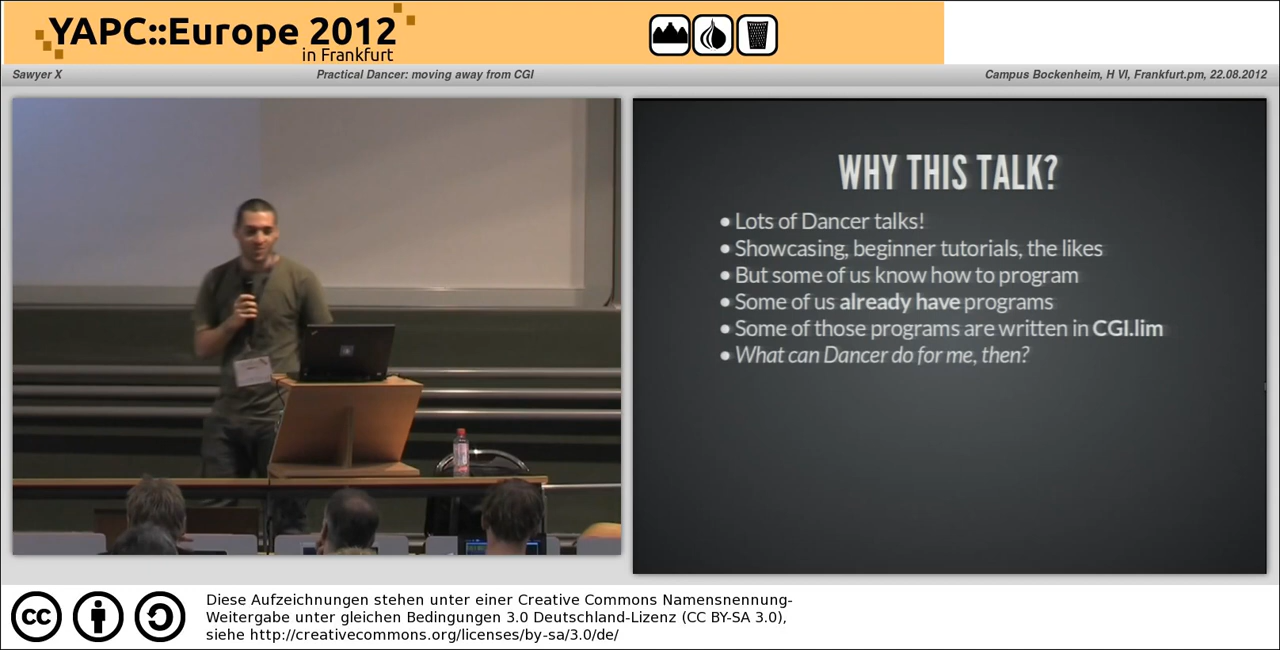 YAPC::Europe 2012
in Frankfurt
Sawyer X
Practical Dancer: moving away from CGI
Campus Bockenheim, H VI, Frankfurt.pm, 22.08.2012
WHY THIS TALK?
• Lots of Dancer talks!
• Showcasing, beginner tutorials, the likes
• But some of us know how to program
• Some of us already have programs
• Some of those programs are written in CGI.lim
• What can Dancer do for me, then?
cc
Diese Aufzeichnungen stehen unter einer Creative Commons Namensnennung-
Weitergabe unter gleichen Bedingungen 3.0 Deutschland-Lizenz (CC BY-SA 3.0),
siehe http://creativecommons.org/licenses/by-sa/3.0/de/